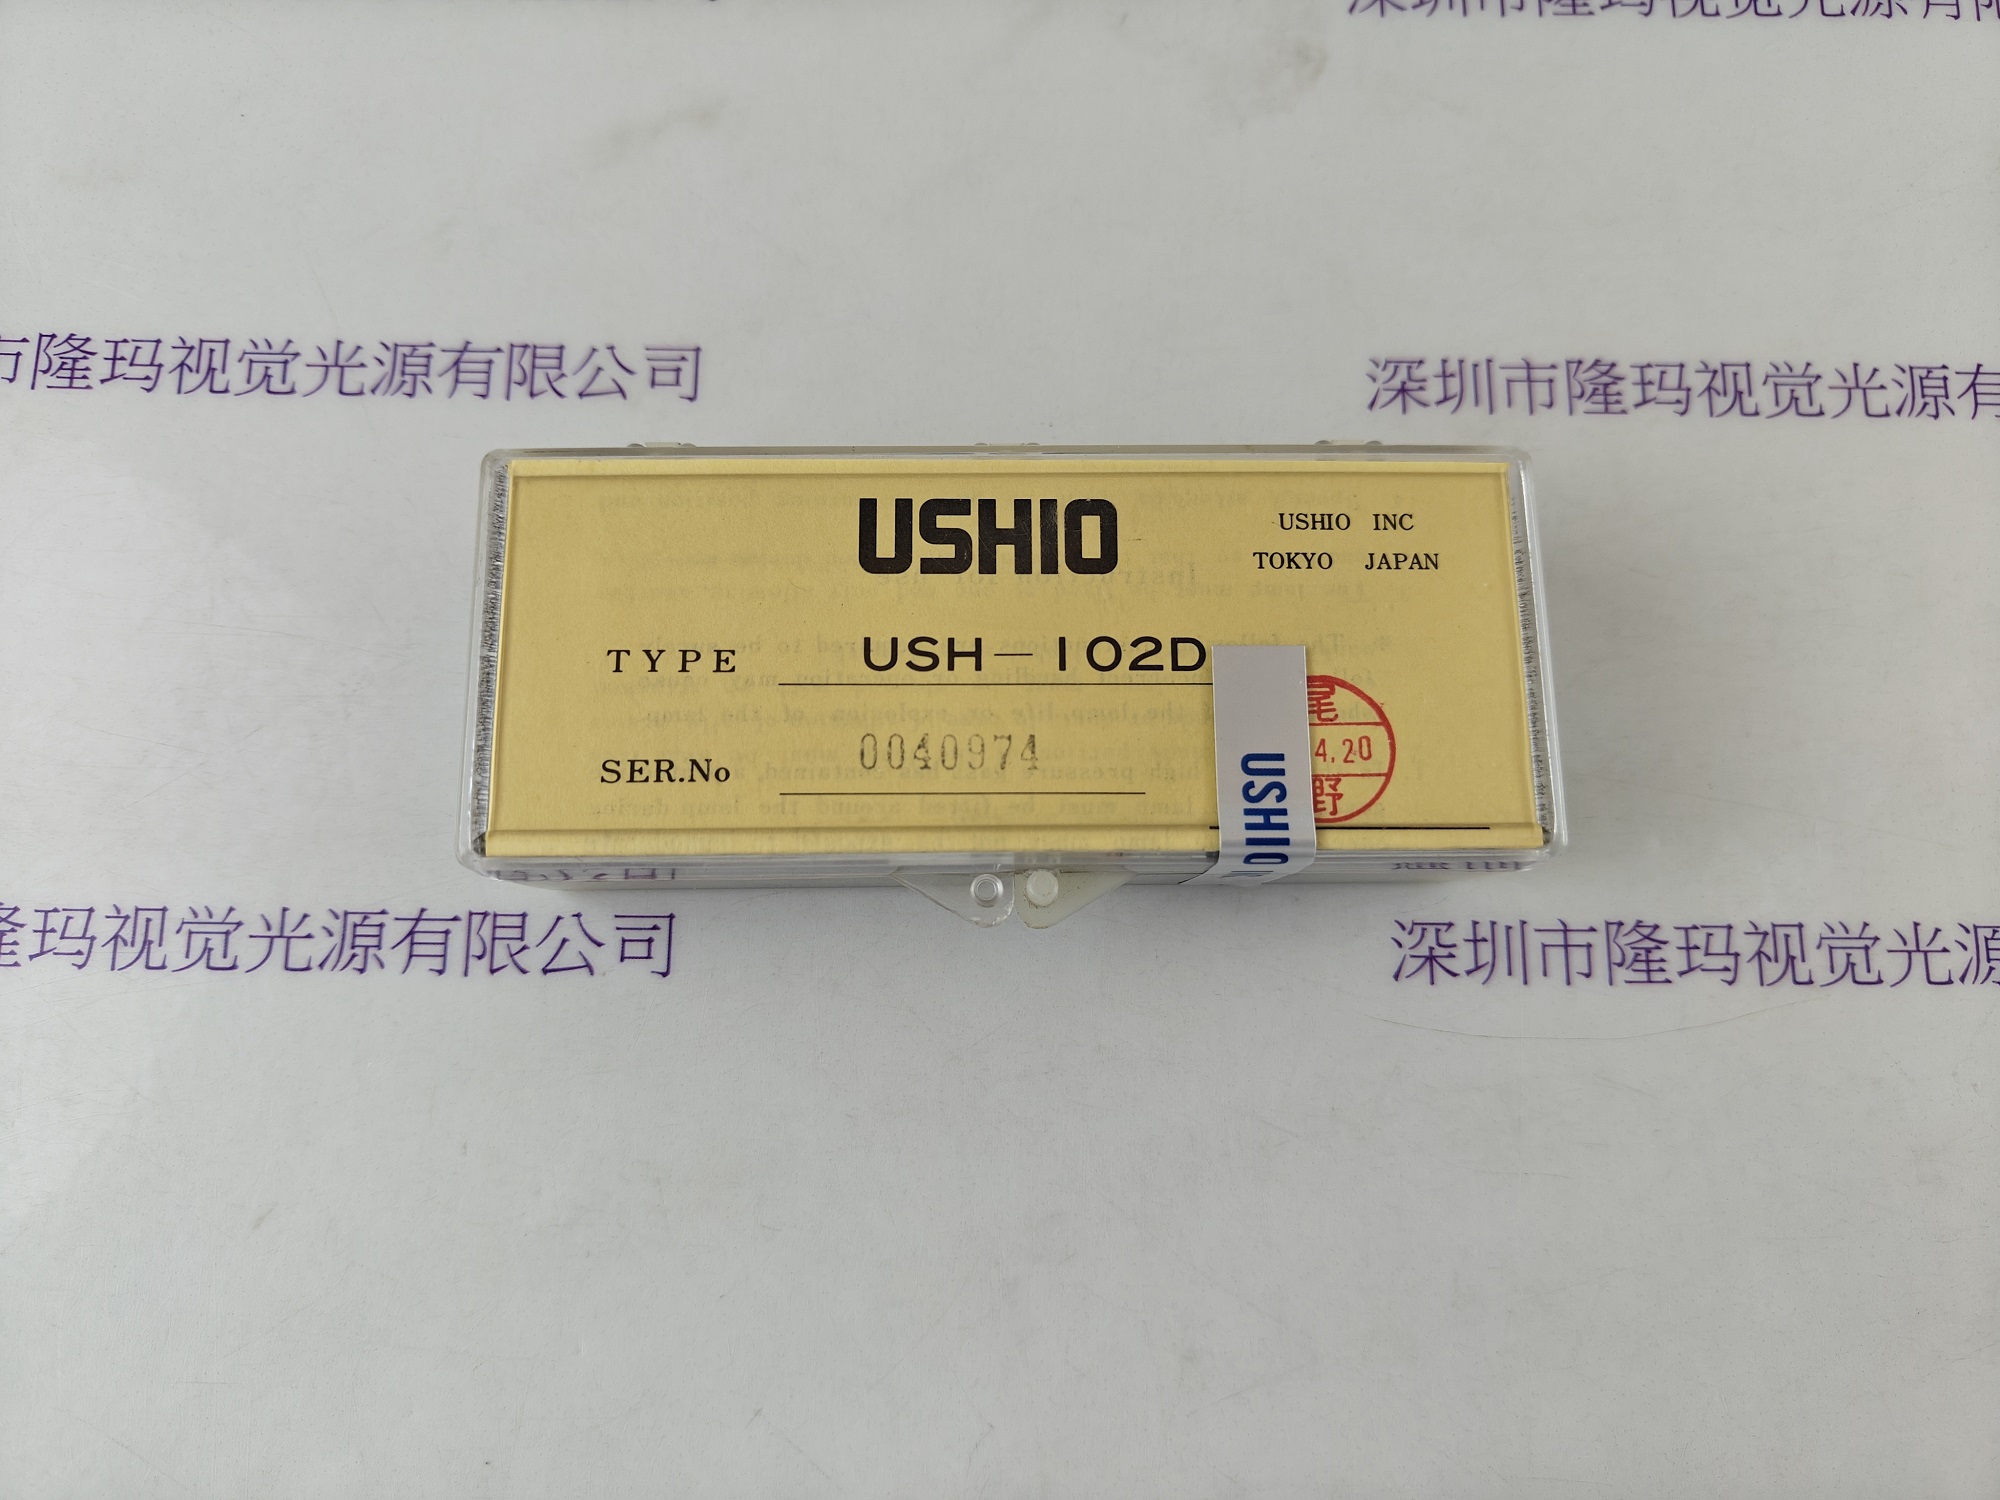 深圳市隆玛视觉光源有限
市隆玛视觉光源有限公司
深圳市隆玛视觉光源有
USHIO
USHIO INC
TOKYO JAPAN
TYPE USH-102D
SER.No 0040974
尾
4.20
野
USHIO
隆玛视觉光源有限公司
深圳市隆玛视觉光源